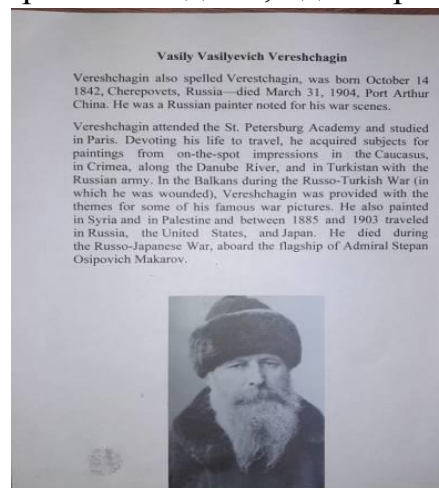 Vasily Vasilyevich Vereshchagin
Vereshchagin also spelled Verestchagin, was born October 14
1842, Cherepovets, Russia—died March 31, 1904, Port Arthur
China. He was a Russian painter noted for his war scenes.
Vereshchagin attended the St. Petersburg Academy and studied
in Paris. Devoting his life to travel, he acquired subjects for
paintings from on-the-spot impressions in the Caucasus,
in Crimea, along the Danube River, and in Turkistan with the
Russian army. In the Balkans during the Russo-Turkish War (in
which he was wounded), Vereshchagin was provided with the
themes for some of his famous war pictures. He also painted
in Syria and in Palestine and between 1885 and 1903 traveled
in Russia, the United States, and Japan. He died during
the Russo-Japanese War, aboard the flagship of Admiral Stepan
Osipovich Makarov.